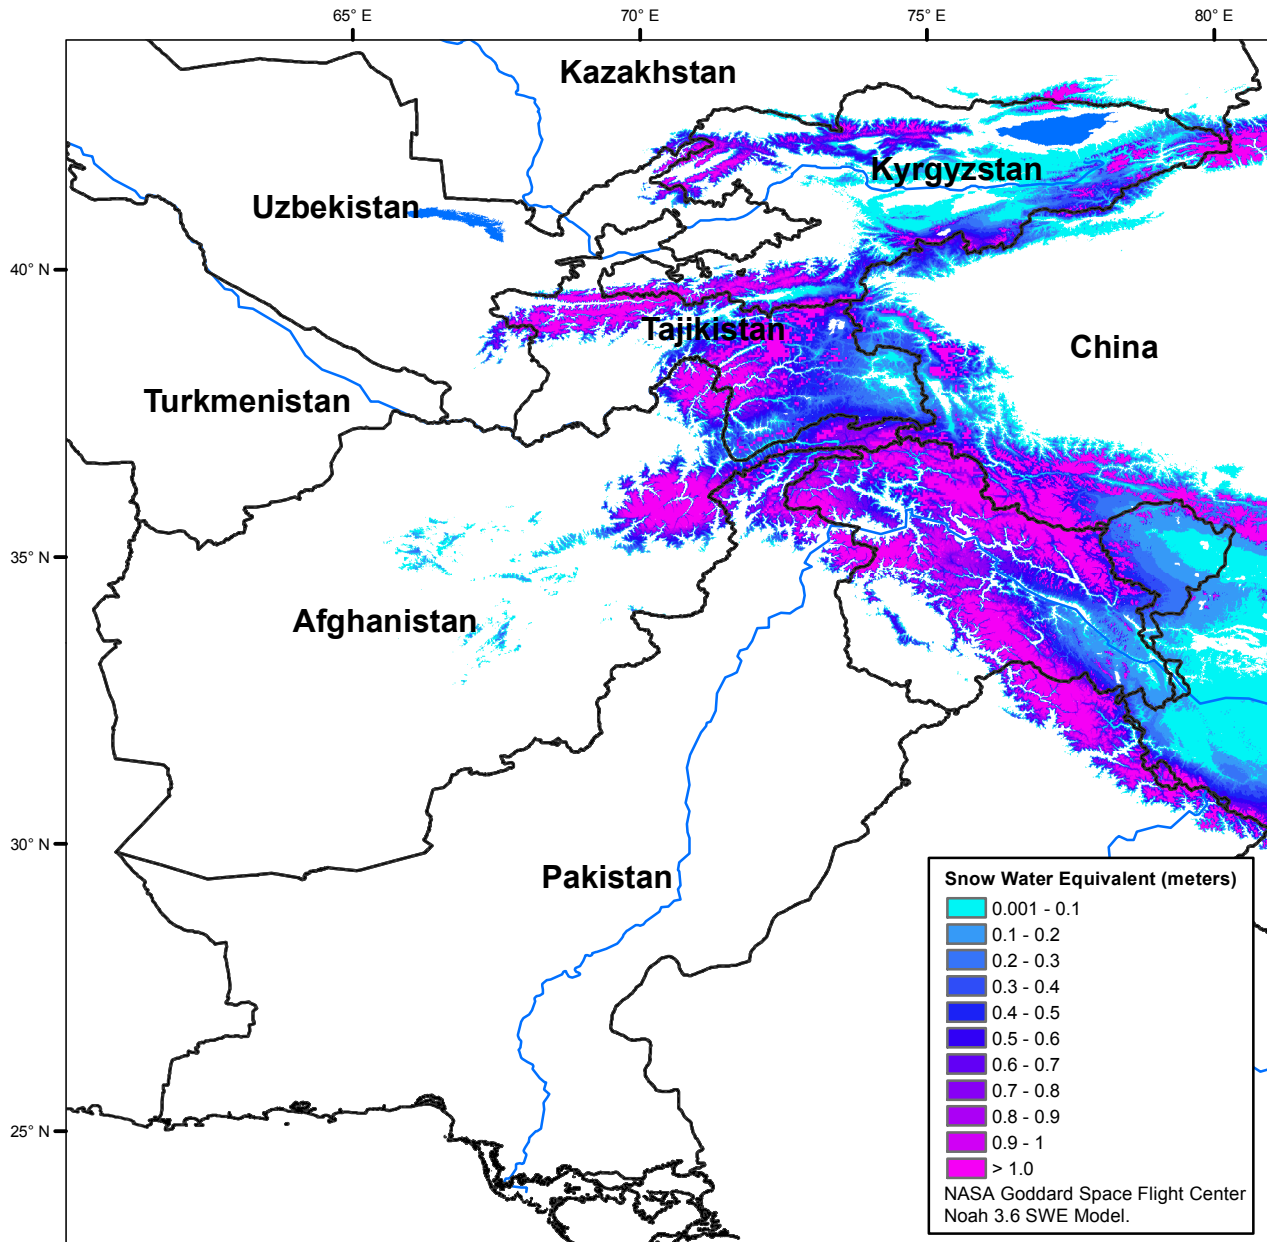 65° E
70° E
75° E
80° E
Kazakhstan
Kyrgyzstan
Uzbekistan
40° N
Tajikistan
China
Turkmenistan
35° N
Afghanistan
30° N
Pakistan
25° N
Snow Water Equivalent (meters)
0.001 - 0.1
0.1 - 0.2
0.2 - 0.3
0.3 - 0.4
0.4 - 0.5
0.5 - 0.6
0.6 - 0.7
0.7 - 0.8
0.8 - 0.9
0.9 - 1
> 1.0
NASA Goddard Space Flight Center
Noah 3.6 SWE Model.